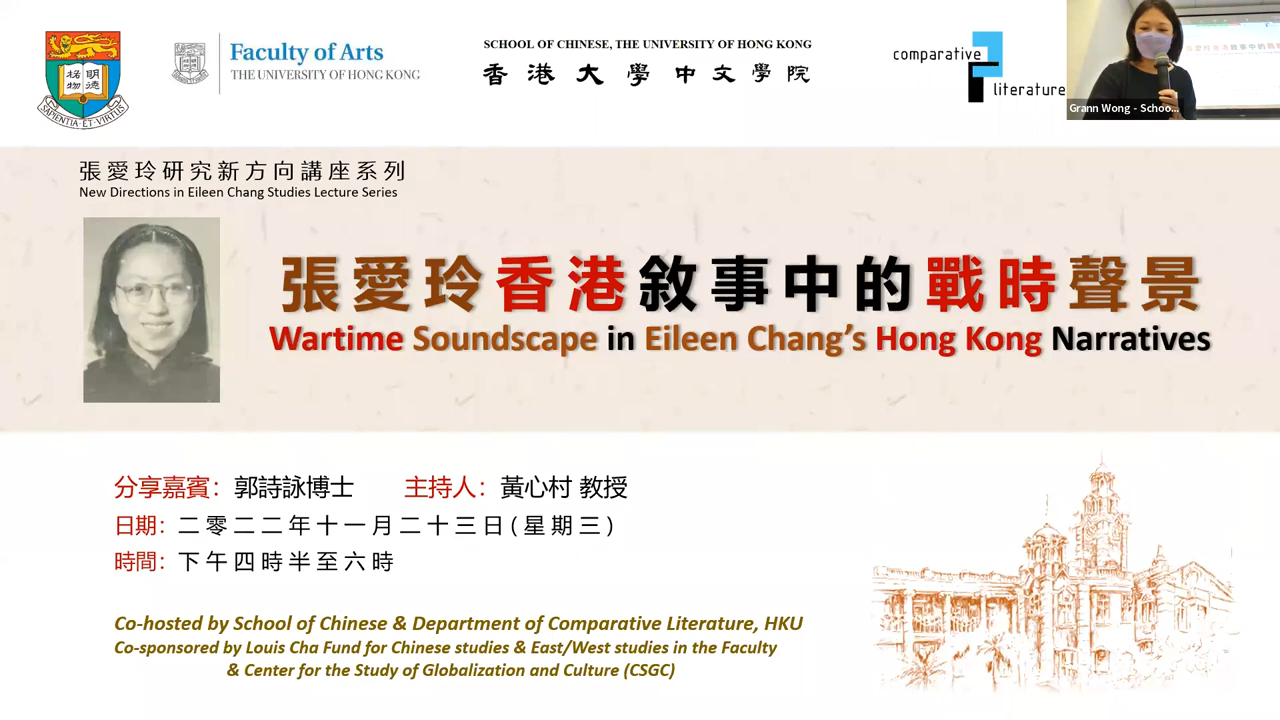 明德
格物
SAPIENTIA·ET·VIRTUS
Faculty of Arts
THE UNIVERSITY OF HONG KONG
SCHOOL OF CHINESE, THE UNIVERSITY OF HONG KONG
香港大學中文學院
comparative
literature
Grann Wong - Schoo...
張愛玲研究新方向講座系列
New Directions in Eileen Chang Studies Lecture Series
張愛玲香港敘事中的戰時聲景
Wartime Soundscape in Eileen Chang's Hong Kong Narratives
分享嘉賓：郭詩詠博士 主持人：黃心村 教授
日期：二零二二年十一月二十三日(星期三)
時間：下午四時半至六時
Co-hosted by School of Chinese & Department of Comparative Literature, HKU
Co-sponsored by Louis Cha Fund for Chinese studies & East/West studies in the Faculty
& Center for the Study of Globalization and Culture (CSGC)